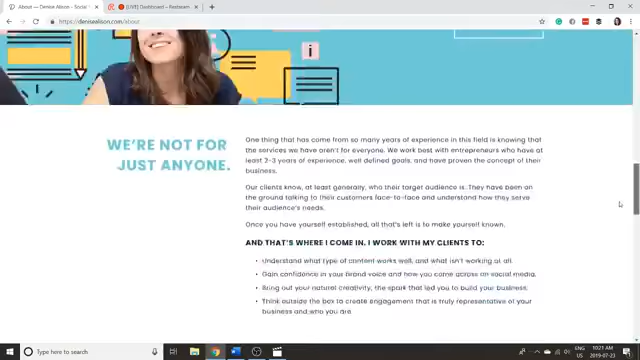 About — Denise Alison - Social
[LIVE] Dashboard - Restream
https://denisealison.com/about
WE'RE NOT FOR
JUST ANYONE.
One thing that has come from so many years of experience in this field is knowing that
the services we have aren't for everyone. We work best with entrepreneurs who have at
least 2-3 years of experience, well defined goals, and have proven the concept of their
business.
Our clients know, at least generally, who their target audience is. They have been on
the ground talking to their customers face-to-face and understand how they serve
their audience's needs.
Once you have yourself established, all that's left is to make yourself known.
AND THAT'S WHERE I COME IN. I WORK WITH MY CLIENTS TO:
• Understand what type of content works well, and what isn't working at all.
• Gain confidence in your brand voice and how you come across on social media.
• Bring out your natural creativity, the spark that led you to build your business.
• Think outside the box to create engagement that is truly representative of your
business and who you are
Type here to search
ENG
US
10:21 AM
2019-07-23